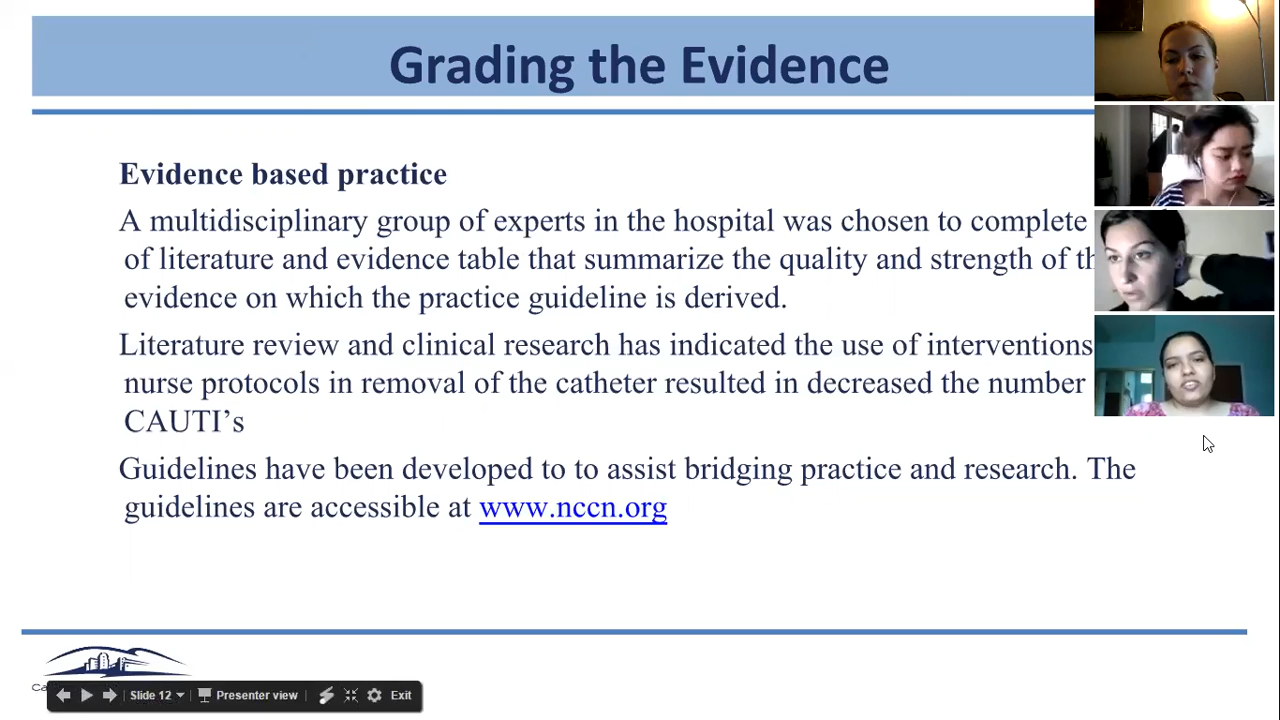 Grading the Evidence
Evidence based practice
A multidisciplinary group of experts in the hospital was chosen to complete
of literature and evidence table that summarize the quality and strength of th
evidence on which the practice guideline is derived.
Literature review and clinical research has indicated the use of interventions
nurse protocols in removal of the catheter resulted in decreased the number
CAUTI’s
Guidelines have been developed to to assist bridging practice and research. The
guidelines are accessible at www.nccn.org
Slide 12
Presenter view
Exit